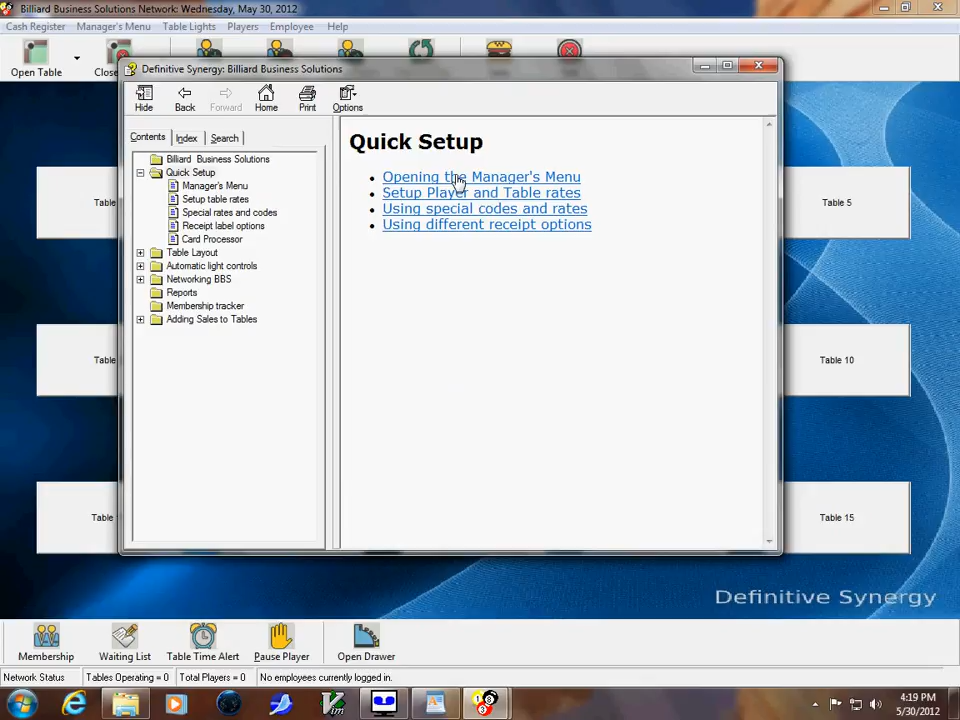 Billiard Business Solutions Network: Wednesday, May 30, 2012
Cash Register Manager's Menu Table Lights Players Employee Help
Open Table
Definitive Synergy: Billiard Business Solutions
Hide Back Forward Home Print Options
Contents Index Search
Billiard Business Solutions
Quick Setup
Manager's Menu
Setup table rates
Special rates and codes
Receipt label options
Card Processor
Table Layout
Automatic light controls
Networking BBS
Reports
Membership tracker
Adding Sales to Tables
Quick Setup
Opening the Manager's Menu
Setup Player and Table rates
Using special codes and rates
Using different receipt options
Table 5
Table 10
Table 15
Definitive Synergy
Membership Waiting List Table Time Alert Pause Player Open Drawer
Network Status Tables Operating = 0 Total Players = 0 No employees currently logged in.
4:19 PM
5/30/2012